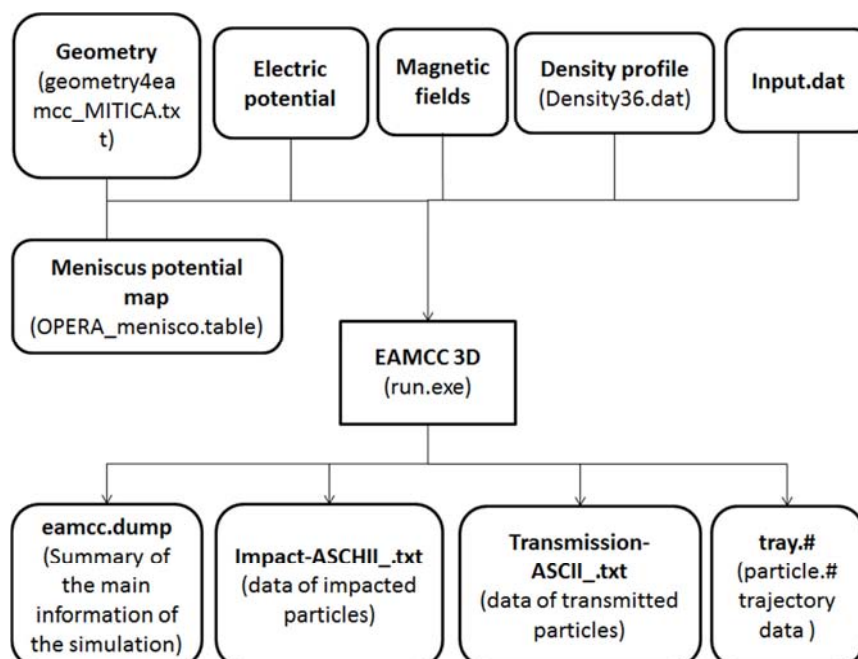 Geometry
(geometry4ea
mcc_MITICA.tx
t)
Electric
potential
Magnetic
fields
Density profile
(Density36.dat)
Input.dat
Meniscus potential
map
(OPERA_menisco.table)
EAMCC 3D
(run.exe)
eamcc.dump
(Summary of
the main
information of
the simulation)
Impact-ASCHII_.txt
(data of impacted
particles)
Transmission-
ASCII_.txt
(data of transmitted
particles)
tray.#
(particle.#
trajectory
data )